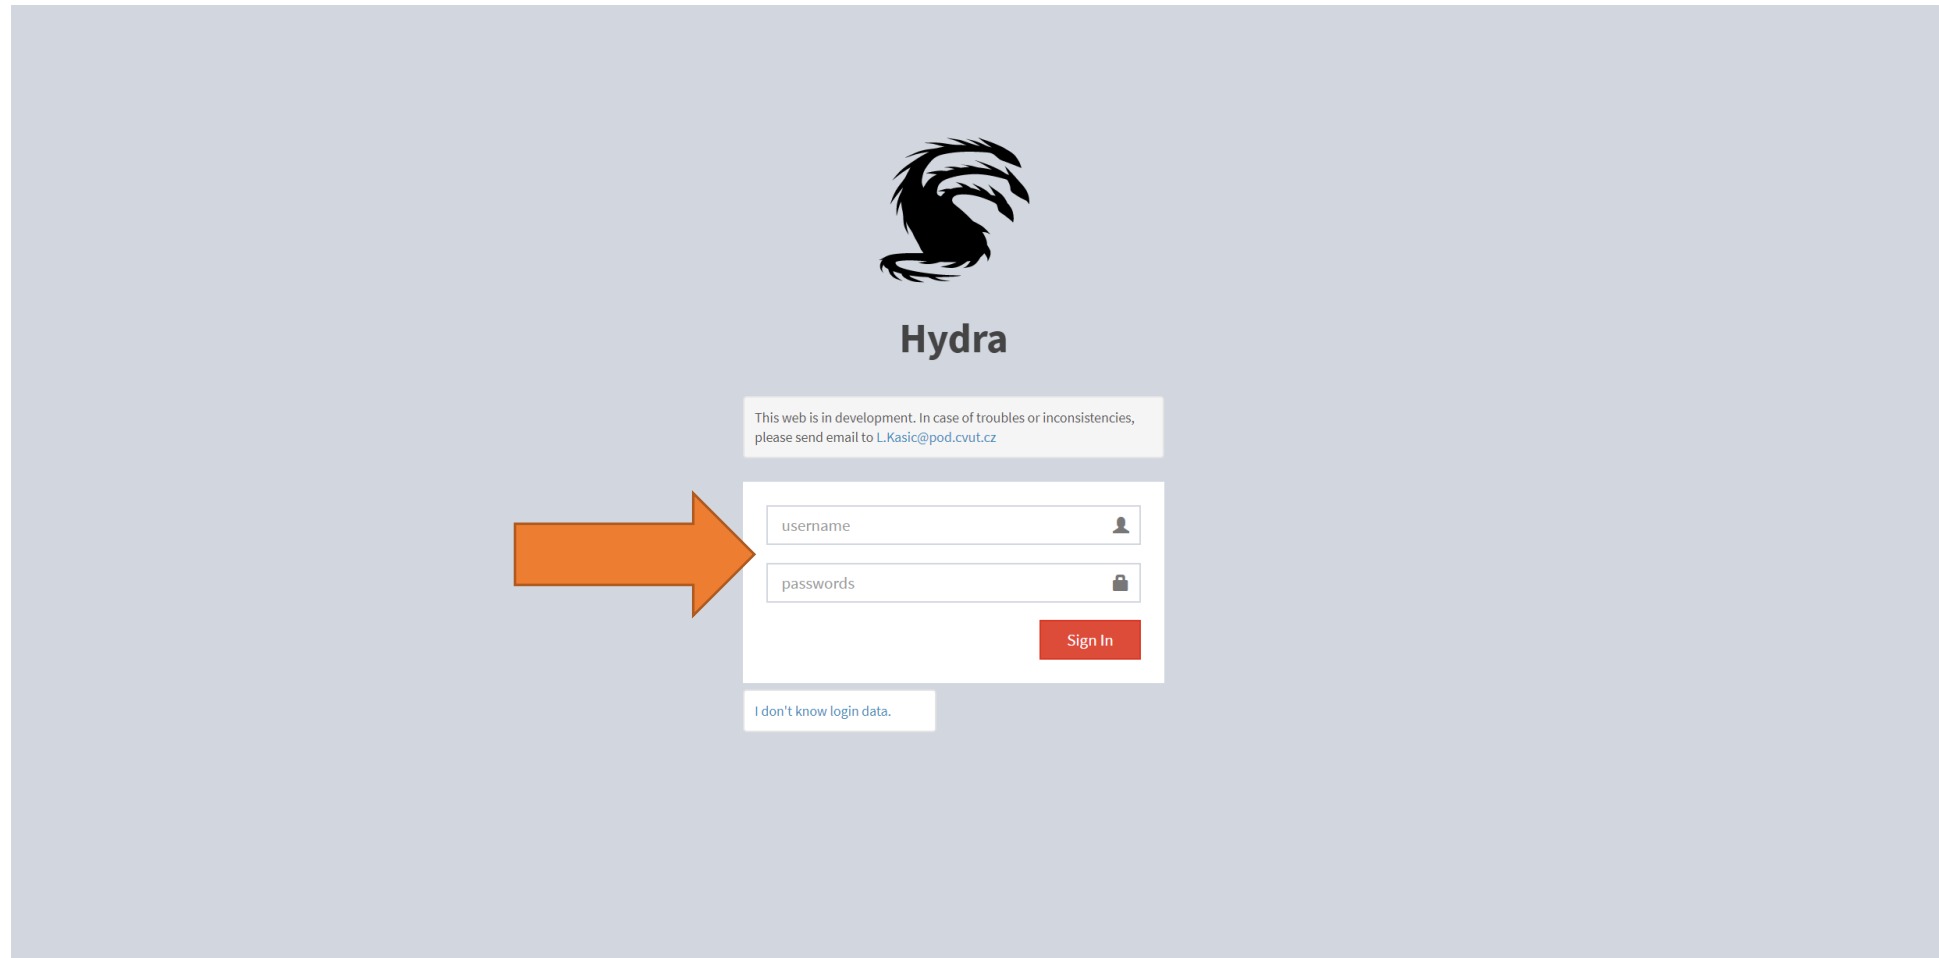 Hydra
This web is in development. In case of troubles or inconsistencies,
please send email to L.Kasic@pod.cvut.cz
username
passwords
Sign In
I don't know login data.